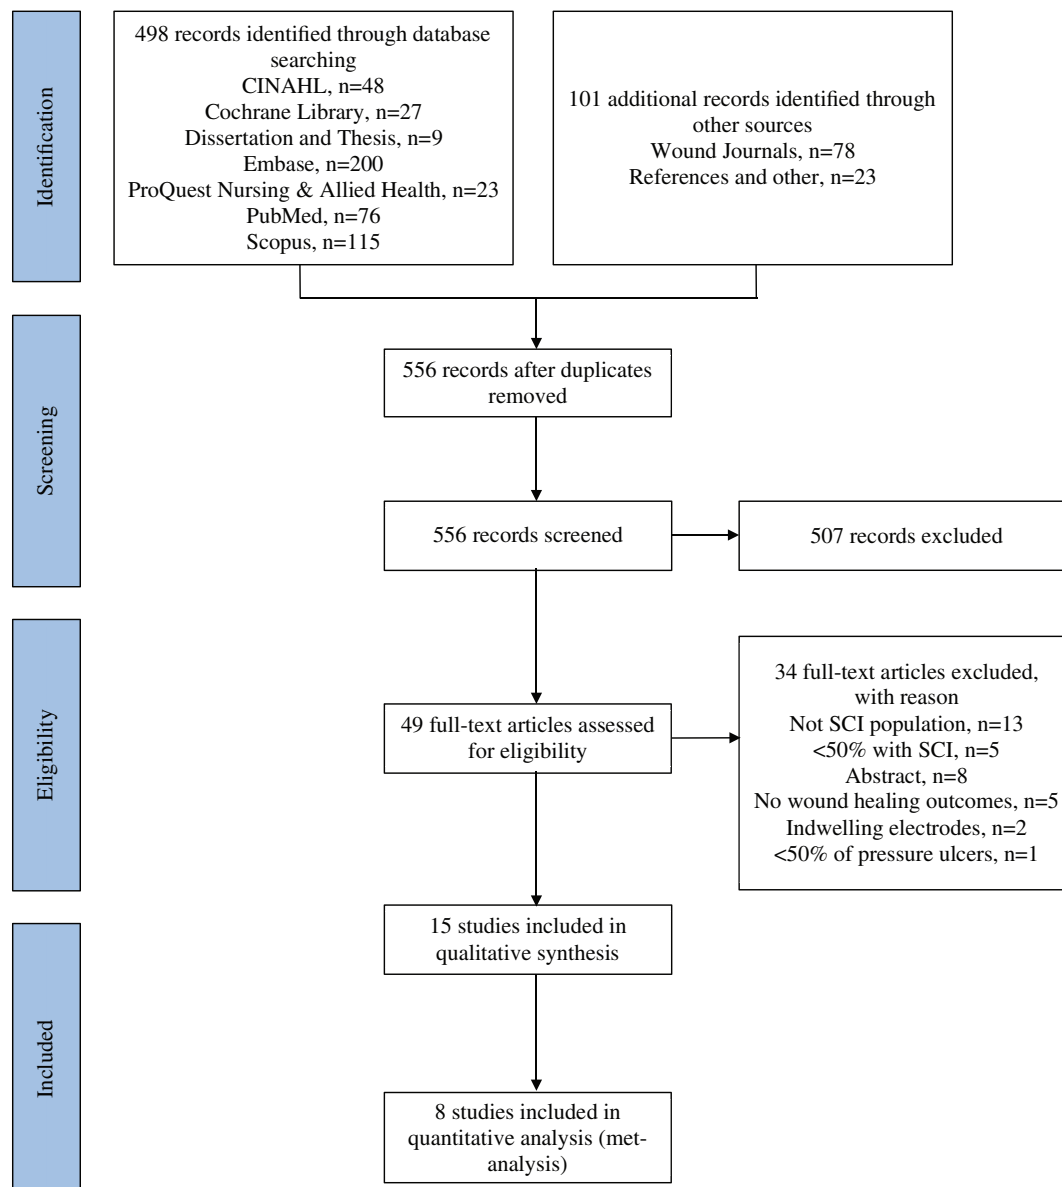 Identification
498 records identified through database
searching
CINAHL, n=48
Cochrane Library, n=27
Dissertation and Thesis, n=9
Embase, n=200
ProQuest Nursing & Allied Health, n=23
PubMed, n=76
Scopus, n=115
101 additional records identified through
other sources
Wound Journals, n=78
References and other, n=23
Screening
556 records after duplicates
removed
556 records screened
507 records excluded
Eligibility
49 full-text articles assessed
for eligibility
34 full-text articles excluded,
with reason
Not SCI population, n=13
<50% with SCI, n=5
Abstract, n=8
No wound healing outcomes, n=5
Indwelling electrodes, n=2
<50% of pressure ulcers, n=1
Included
15 studies included in
qualitative synthesis
8 studies included in
quantitative analysis (met-
analysis)